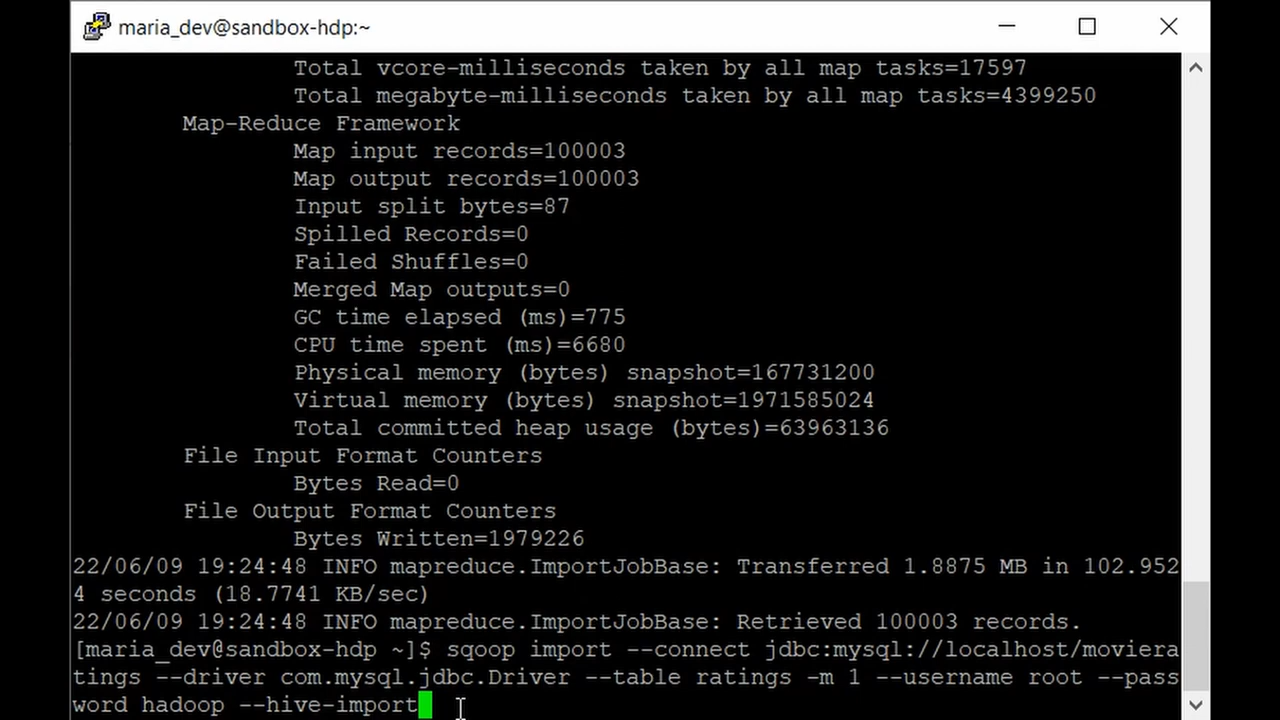 maria_dev@sandbox-hdp:~
Total vcore-milliseconds taken by all map tasks=17597
Total megabyte-milliseconds taken by all map tasks=4399250
Map-Reduce Framework
Map input records=100003
Map output records=100003
Input split bytes=87
Spilled Records=0
Failed Shuffles=0
Merged Map outputs=0
GC time elapsed (ms)=775
CPU time spent (ms)=6680
Physical memory (bytes) snapshot=167731200
Virtual memory (bytes) snapshot=1971585024
Total committed heap usage (bytes)=63963136
File Input Format Counters
Bytes Read=0
File Output Format Counters
Bytes Written=1979226
22/06/09 19:24:48 INFO mapreduce.ImportJobBase: Transferred 1.8875 MB in 102.952
4 seconds (18.7741 KB/sec)
22/06/09 19:24:48 INFO mapreduce.ImportJobBase: Retrieved 100003 records.
[maria_dev@sandbox-hdp ~]$ sqoop import --connect jdbc:mysql://localhost/moviera
tings --driver com.mysql.jdbc.Driver --table ratings -m 1 --username root --pass
word hadoop --hive-import